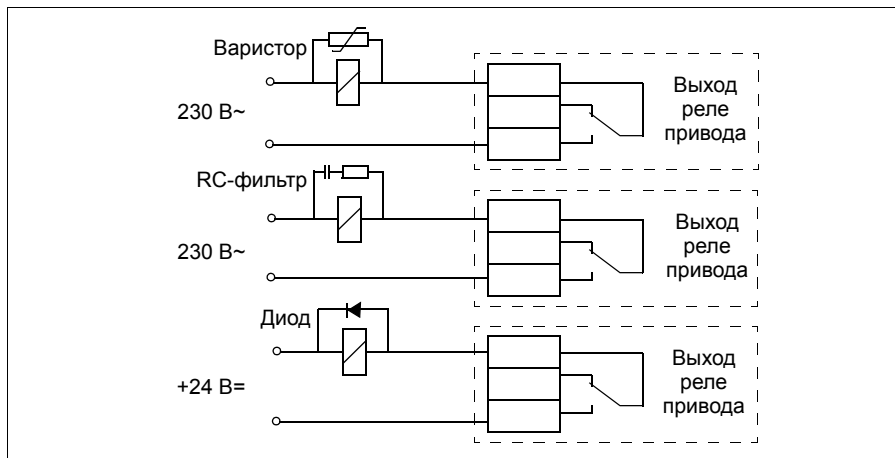 Варистор
230 В~
Выход
реле
привода
RC-фильтр
230 В~
Выход
реле
привода
Диод
+24 В=
Выход
реле
привода